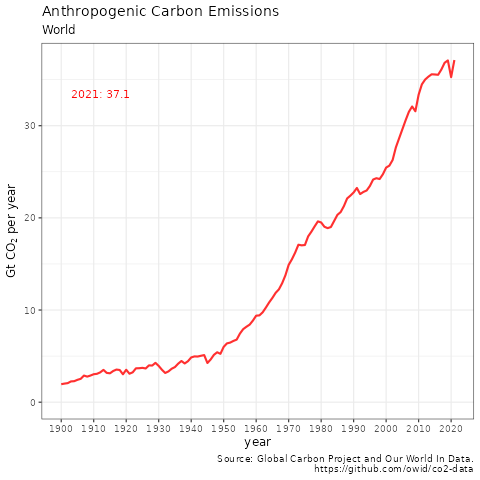 Anthropogenic Carbon Emissions
World
2021: 37.1
30
20
10
0
Gt CO₂ per year
1900 1910 1920 1930 1940 1950 1960 1970 1980 1990 2000 2010 2020
year
Source: Global Carbon Project and Our World In Data.
https://github.com/owid/co2-data